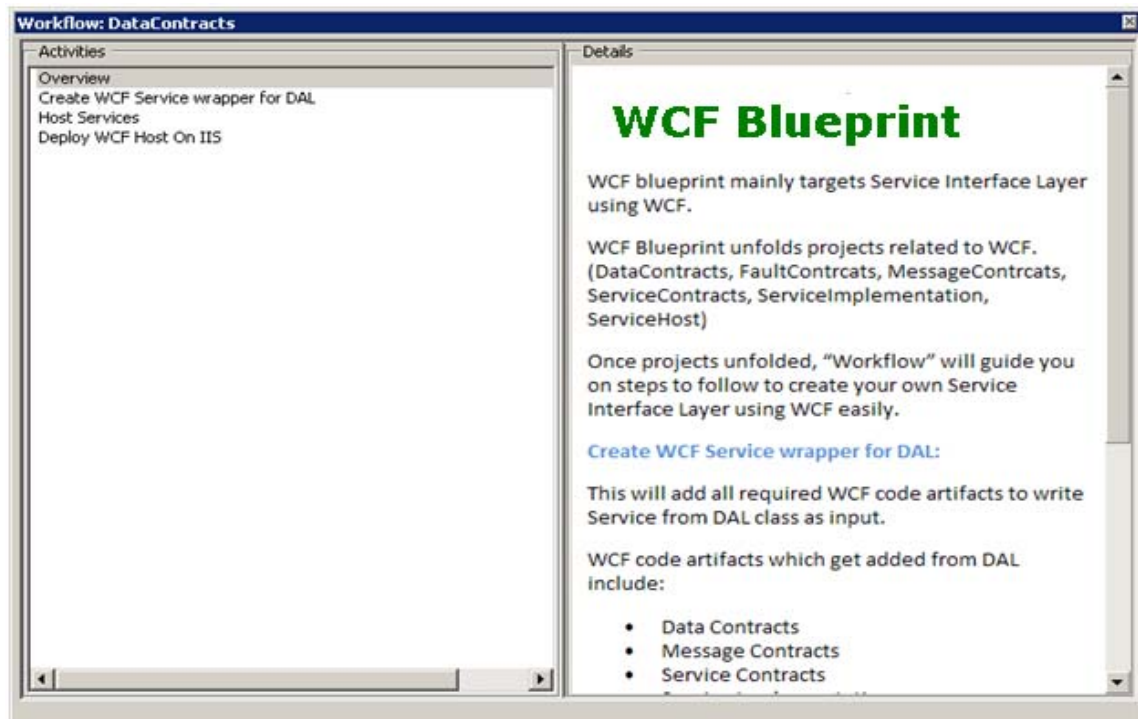 Workflow: DataContracts
Activities
Overview
Create WCF Service wrapper for DAL
Host Services
Deploy WCF Host On IIS
Details
WCF Blueprint
WCF blueprint mainly targets Service Interface Layer
using WCF.
WCF Blueprint unfolds projects related to WCF.
(DataContracts, FaultContrcats, MessageContrcats,
ServiceContracts, ServiceImplementation,
ServiceHost)
Once projects unfolded, “Workflow” will guide you
on steps to follow to create your own Service
Interface Layer using WCF easily.
Create WCF Service wrapper for DAL:
This will add all required WCF code artifacts to write
Service from DAL class as input.
WCF code artifacts which get added from DAL
include:
• Data Contracts
• Message Contracts
• Service Contracts